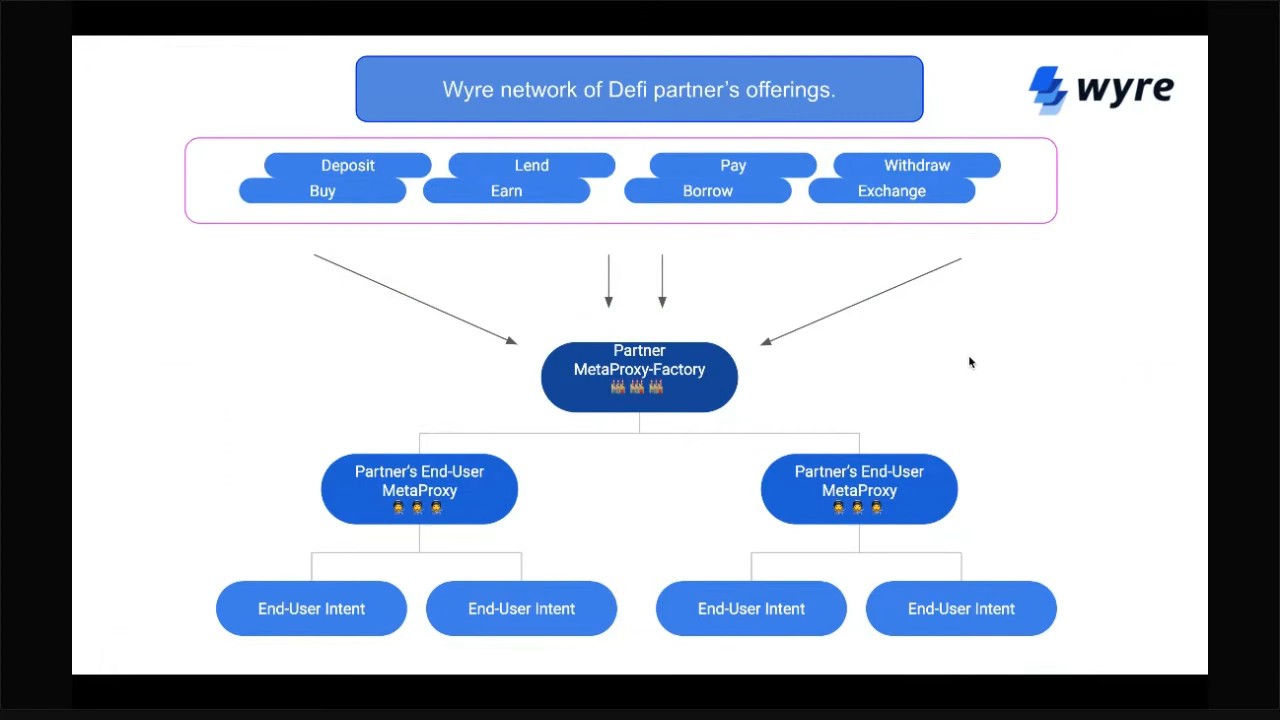 Wyre network of Defi partner's offerings.
wyre
Deposit
Lend
Pay
Withdraw
Buy
Earn
Borrow
Exchange
Partner
MetaProxy-Factory
Partner's End-User
MetaProxy
Partner's End-User
MetaProxy
End-User Intent
End-User Intent
End-User Intent
End-User Intent